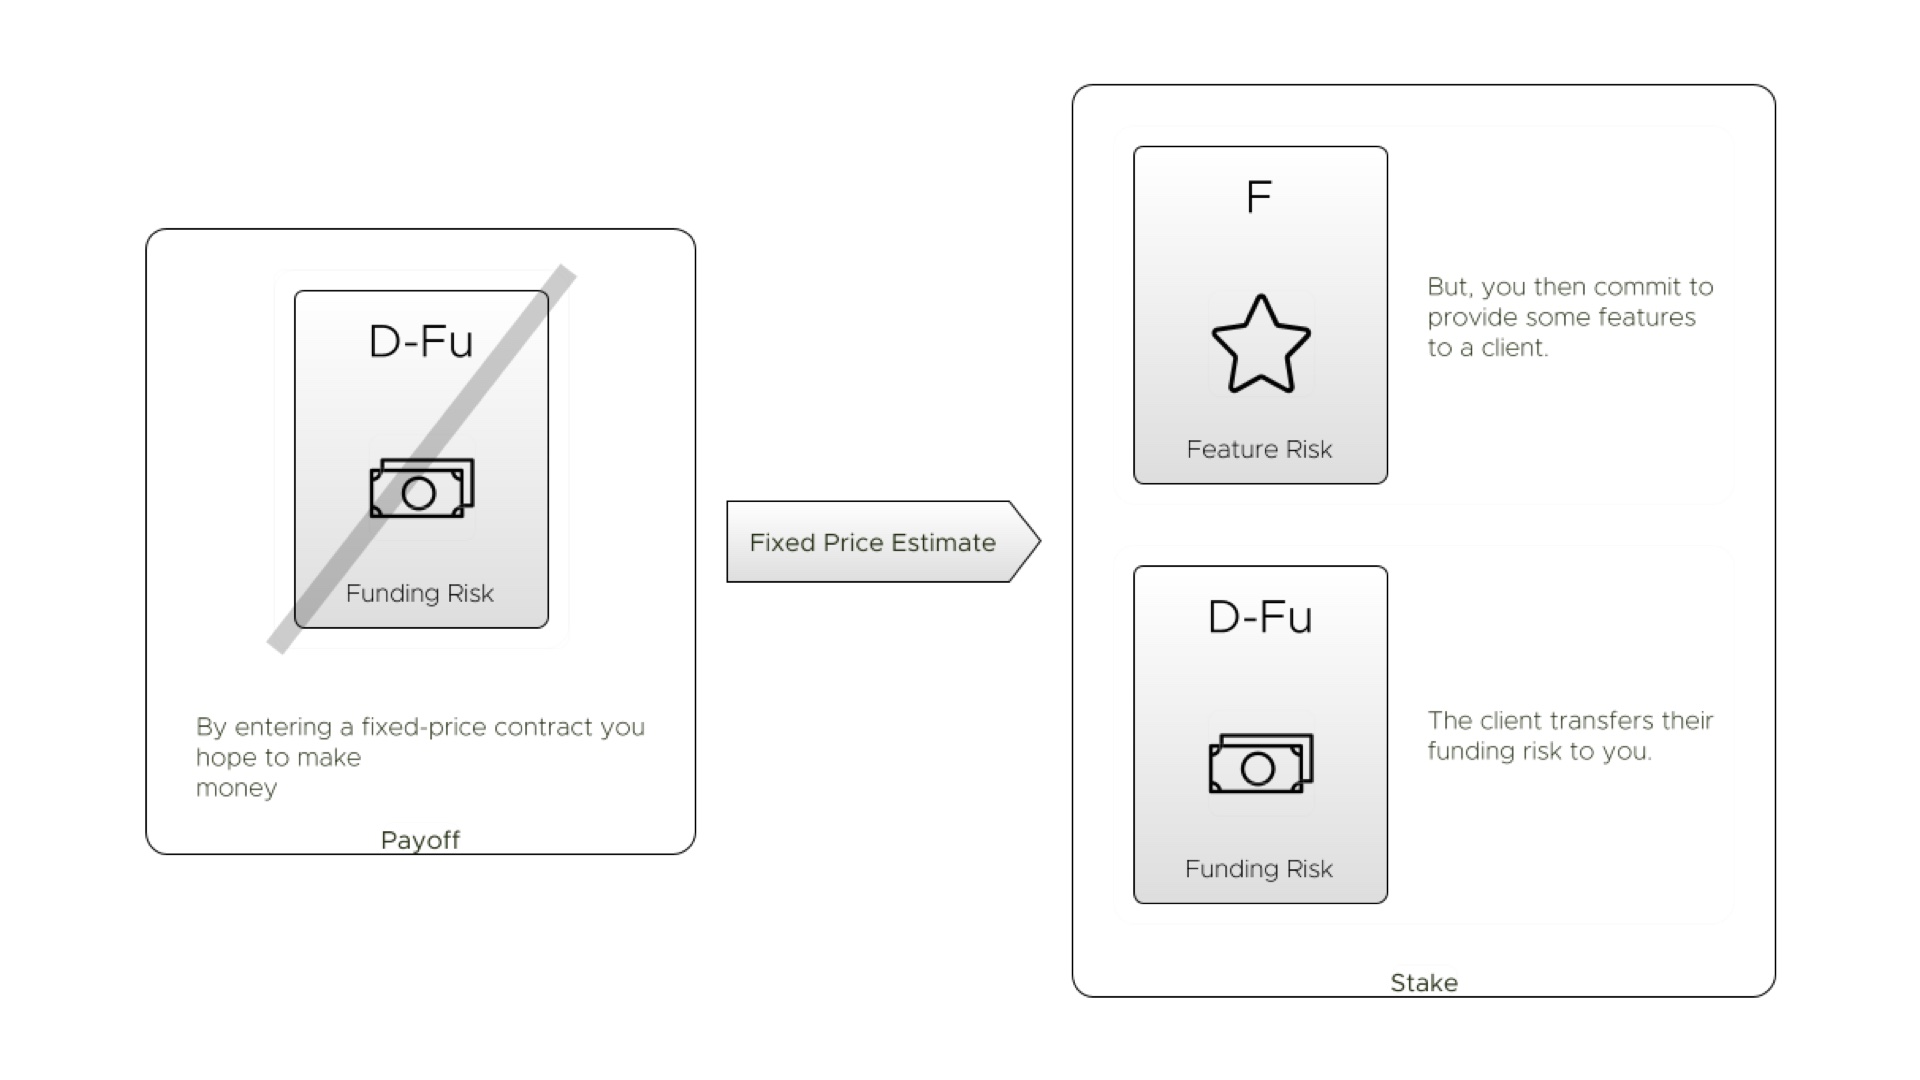 D-Fu
Funding Risk
By entering a fixed-price contract you
hope to make
money
Payoff
Fixed Price Estimate
F
Feature Risk
But, you then commit to
provide some features
to a client.
D-Fu
Funding Risk
The client transfers their
funding risk to you.
Stake